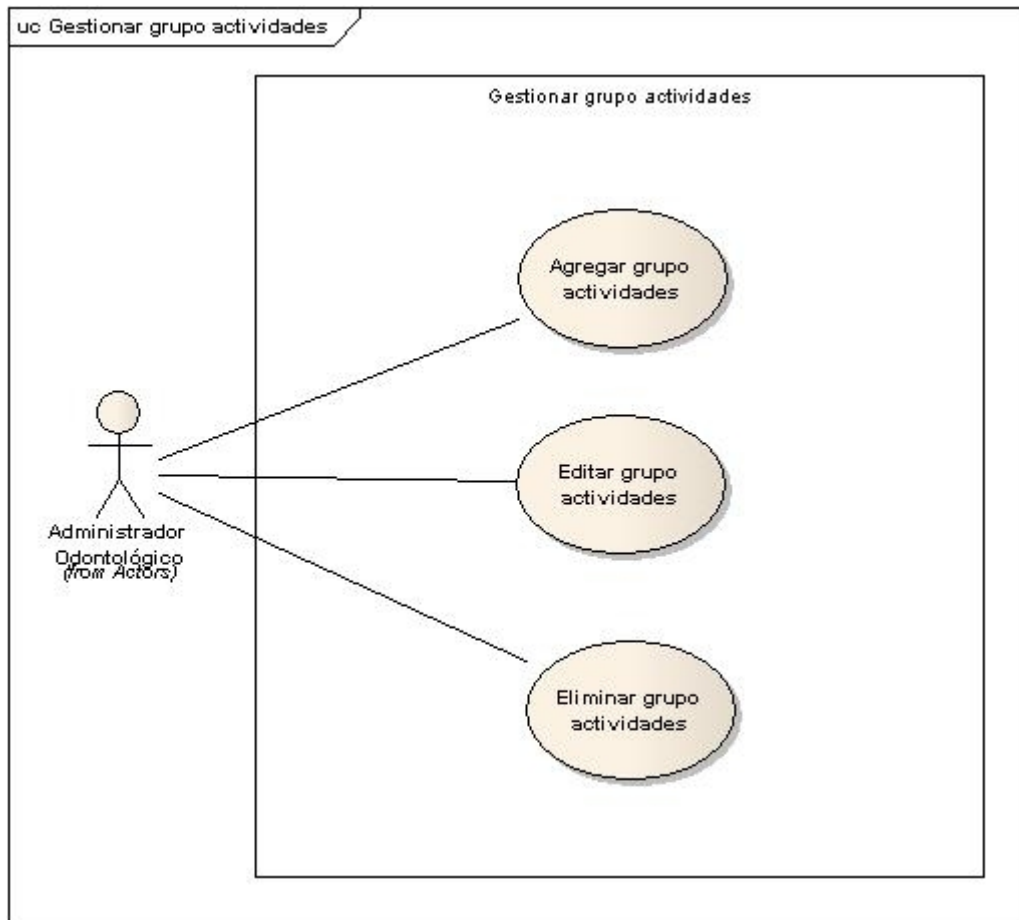 uc Gestionar grupo actividades
Gestionar grupo actividades
Agregar grupo
actividades
Editar grupo
actividades
Administrador
Odontológico
(from Actors)
Eliminar grupo
actividades